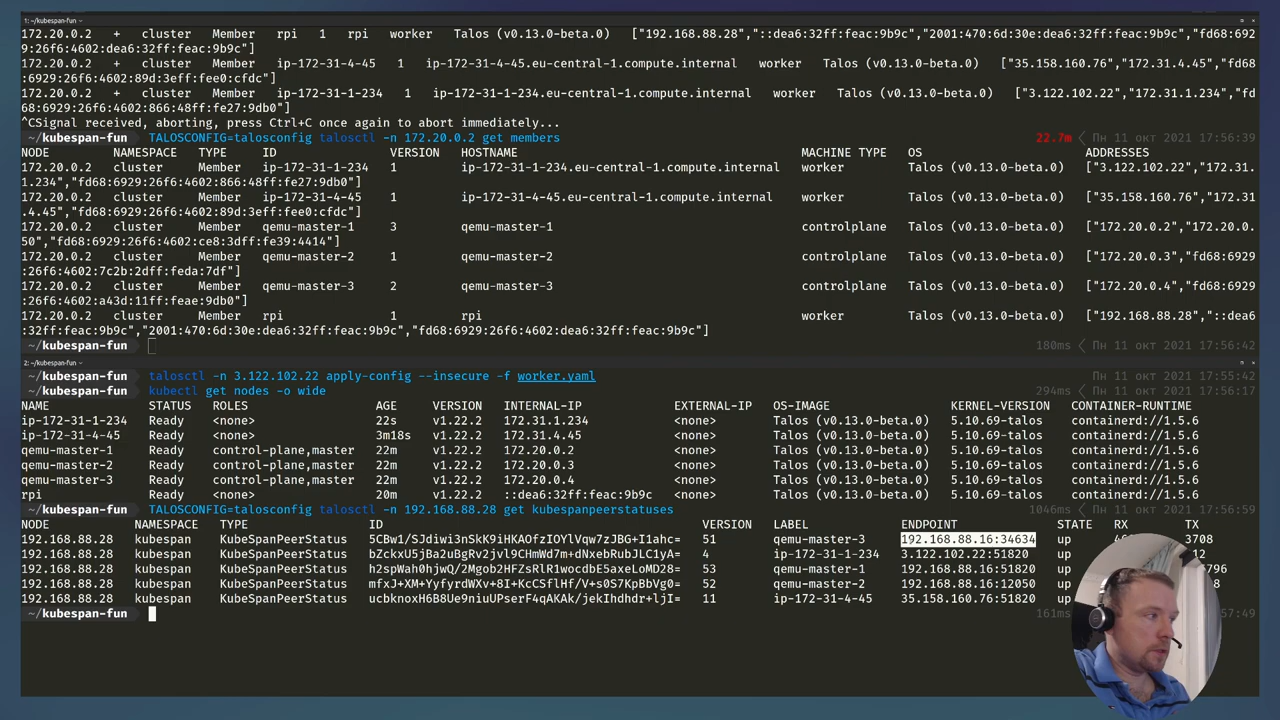 1: ~/kubespan-fun
172.20.0.2 + cluster Member rpi 1 rpi worker Talos (v0.13.0-beta.0) ["192.168.88.28","::dea6:32ff:feac:9b9c","2001:470:6d:30e:dea6:32ff:feac:9b9c","fd68:692
9:26f6:4602:dea6:32ff:feac:9b9c"]
172.20.0.2 + cluster Member ip-172-31-4-45 1 ip-172-31-4-45.eu-central-1.compute.internal worker Talos (v0.13.0-beta.0) ["35.158.160.76","172.31.4.45","fd68
:6929:26f6:4602:89d:3eff:fee0:cfdc"]
172.20.0.2 + cluster Member ip-172-31-1-234 1 ip-172-31-1-234.eu-central-1.compute.internal worker Talos (v0.13.0-beta.0) ["3.122.102.22","172.31.1.234","fd
68:6929:26f6:4602:866:48ff:fe27:9db0"]
^CSignal received, aborting, press Ctrl+C once again to abort immediately...
~/kubespan-fun TALOSCONFIG=talosconfig talosctl -n 172.20.0.2 get members 22.7m Пн 11 окт 2021 17:56:39
NODE NAMESPACE TYPE ID VERSION HOSTNAME MACHINE TYPE OS ADDRESSES
172.20.0.2 cluster Member ip-172-31-1-234 1 ip-172-31-1-234.eu-central-1.compute.internal worker Talos (v0.13.0-beta.0) ["3.122.102.22","172.31.
1.234","fd68:6929:26f6:4602:866:48ff:fe27:9db0"]
172.20.0.2 cluster Member ip-172-31-4-45 1 ip-172-31-4-45.eu-central-1.compute.internal worker Talos (v0.13.0-beta.0) ["35.158.160.76","172.31
.4.45","fd68:6929:26f6:4602:89d:3eff:fee0:cfdc"]
172.20.0.2 cluster Member qemu-master-1 3 qemu-master-1 controlplane Talos (v0.13.0-beta.0) ["172.20.0.2","172.20.0.
50","fd68:6929:26f6:4602:ce8:3dff:fe39:4414"]
172.20.0.2 cluster Member qemu-master-2 1 qemu-master-2 controlplane Talos (v0.13.0-beta.0) ["172.20.0.3","fd68:6929
:26f6:4602:7c2b:2dff:feda:7df"]
172.20.0.2 cluster Member qemu-master-3 2 qemu-master-3 controlplane Talos (v0.13.0-beta.0) ["172.20.0.4","fd68:6929
:26f6:4602:a43d:11ff:feae:9db0"]
172.20.0.2 cluster Member rpi 1 rpi worker Talos (v0.13.0-beta.0) ["192.168.88.28","::dea6
:32ff:feac:9b9c","2001:470:6d:30e:dea6:32ff:feac:9b9c","fd68:6929:26f6:4602:dea6:32ff:feac:9b9c"]
~/kubespan-fun 180ms Пн 11 окт 2021 17:56:42
2: ~/kubespan-fun
~/kubespan-fun talosctl -n 3.122.102.22 apply-config --insecure -f worker.yaml Пн 11 окт 2021 17:55:42
~/kubespan-fun kubectl get nodes -o wide 294ms Пн 11 окт 2021 17:56:17
NAME STATUS ROLES AGE VERSION INTERNAL-IP EXTERNAL-IP OS-IMAGE KERNEL-VERSION CONTAINER-RUNTIME
ip-172-31-1-234 Ready <none> 22s v1.22.2 172.31.1.234 <none> Talos (v0.13.0-beta.0) 5.10.69-talos containerd://1.5.6
ip-172-31-4-45 Ready <none> 3m18s v1.22.2 172.31.4.45 <none> Talos (v0.13.0-beta.0) 5.10.69-talos containerd://1.5.6
qemu-master-1 Ready control-plane,master 22m v1.22.2 172.20.0.2 <none> Talos (v0.13.0-beta.0) 5.10.69-talos containerd://1.5.6
qemu-master-2 Ready control-plane,master 22m v1.22.2 172.20.0.3 <none> Talos (v0.13.0-beta.0) 5.10.69-talos containerd://1.5.6
qemu-master-3 Ready control-plane,master 22m v1.22.2 172.20.0.4 <none> Talos (v0.13.0-beta.0) 5.10.69-talos containerd://1.5.6
rpi Ready <none> 20m v1.22.2 ::dea6:32ff:feac:9b9c <none> Talos (v0.13.0-beta.0) 5.10.69-talos containerd://1.5.6
~/kubespan-fun TALOSCONFIG=talosconfig talosctl -n 192.168.88.28 get kubespanpeerstatuses 1046ms Пн 11 окт 2021 17:56:59
NODE NAMESPACE TYPE ID VERSION LABEL ENDPOINT STATE RX TX
192.168.88.28 kubespan KubeSpanPeerStatus 5CBw1/SJdiwi3nSkK9iHKAOfzIOYlVqw7zJBG+I1ahc= 51 qemu-master-3 192.168.88.16:34634 up 3708
192.168.88.28 kubespan KubeSpanPeerStatus bZckxU5jBa2uBgRv2jvl9CHmWd7m+dNxebRubJLC1yA= 4 ip-172-31-1-234 3.122.102.22:51820 up 12
192.168.88.28 kubespan KubeSpanPeerStatus h2spWah0hjwQ/2MgobHFZsRlR1wocdbE5axeLoMD28= 53 qemu-master-1 192.168.88.16:51820 up 796
192.168.88.28 kubespan KubeSpanPeerStatus mfxJ+XM+YyfyrdWXv+8I+KcCSflHf/V+s0S7KpBbVg0= 52 qemu-master-2 192.168.88.16:12050 up
192.168.88.28 kubespan KubeSpanPeerStatus ucbknoxH6B8Ue9niuUPserF4qAKAk/jekIhdhdr+ljI= 11 ip-172-31-4-45 35.158.160.76:51820 up
~/kubespan-fun 161ms :57:49